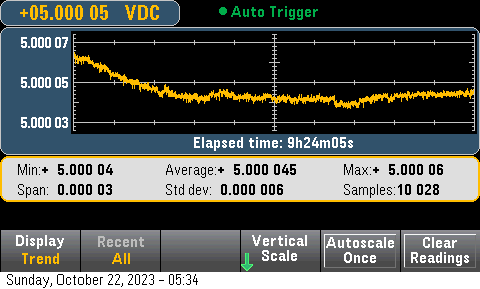 +05.000 05 VDC
Auto Trigger
5.000 07
5.000 05
5.000 03
Elapsed time: 9h24m05s
Min:+ 5.000 04 Average:+ 5.000 045 Max:+ 5.000 06
Span: 0.000 03 Std dev: 0.000 006 Samples:10 028
Display Trend
Recent All
Vertical Scale
Autoscale Once
Clear Readings
Sunday, October 22, 2023 - 05:34